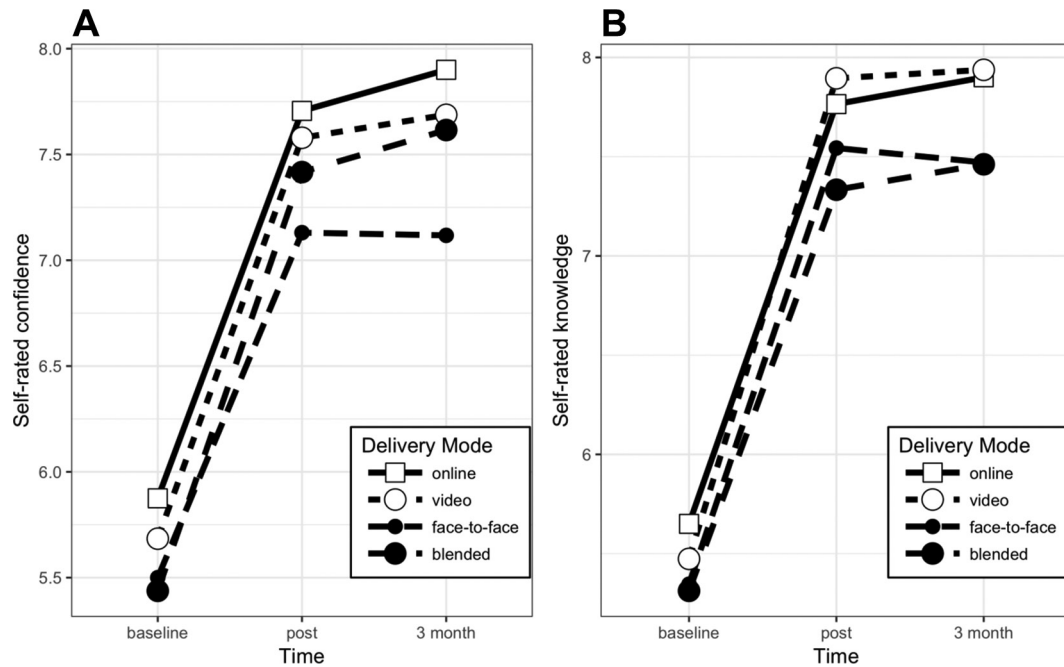 A
8.0
7.5
7.0
6.5
6.0
5.5
Self-rated confidence
baseline
post
3 month
Time
Delivery Mode
online
video
face-to-face
blended
B
8
7
6
Self-rated knowledge
baseline
post
3 month
Time
Delivery Mode
online
video
face-to-face
blended